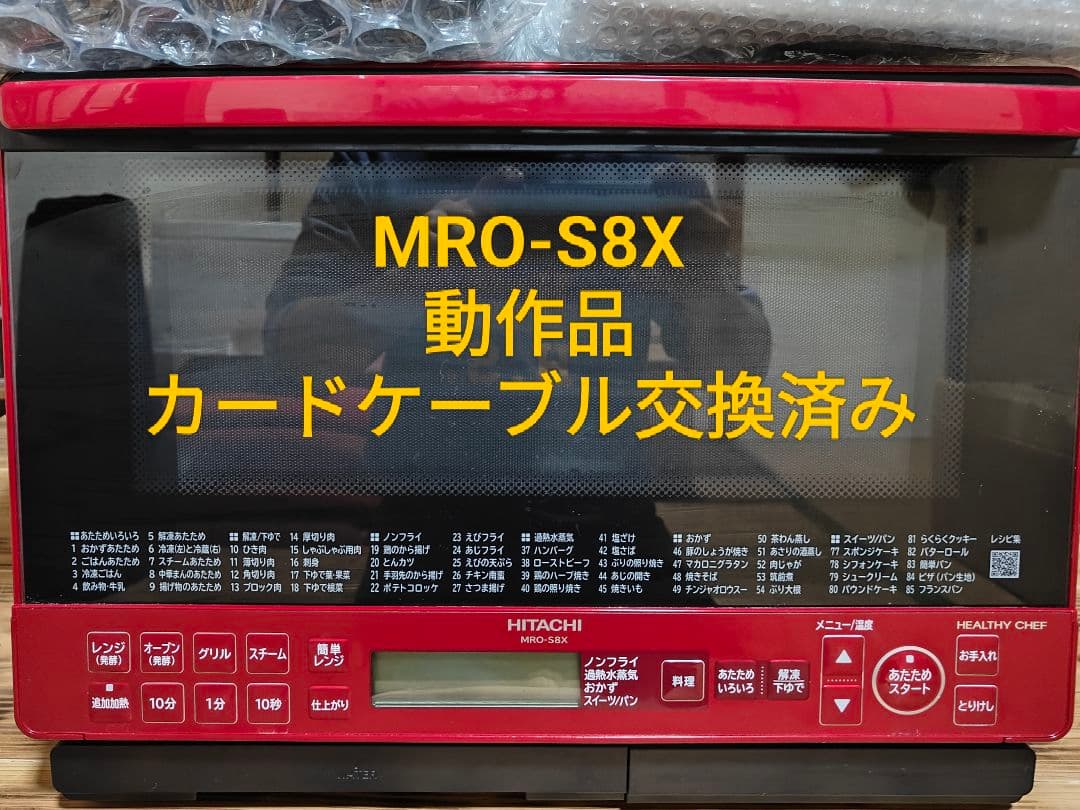 MRO-S8X
動作品
カードケーブル交換済み
あたためいろいろ
1 おかずあたため
2 ごはんあたため
3 冷凍ごはん
4 飲み物・牛乳
5 解凍あたため
6 冷凍(左)と冷蔵(右)
7 スチームあたため
8 中華まんのあたため
9 揚げ物のあたため
解凍/下ゆで
10 ひき肉
11 薄切り肉
12 角切り肉
13 ブロック肉
14 厚切り肉
15 しゃぶしゃぶ用肉
16 刺身
17 下ゆで葉・果菜
18 下ゆで根菜
ノンフライ
19 鶏のから揚げ
20 とんカツ
21 手羽先のから揚げ
22 ポテトコロッケ
23 えびフライ
24 あじフライ
25 えびの天ぷら
26 チキン南蛮
27 さつま揚げ
過熱水蒸気
37 ハンバーグ
38 ローストビーフ
39 鶏のハーブ焼き
40 鶏の照り焼き
41 塩ざけ
42 塩さば
43 ぶりの照り焼き
44 あじの開き
45 焼きいも
おかず
46 豚のしょうが焼き
47 マカロニグラタン
48 焼きそば
49 チンジャオロウスー
50 茶わん蒸し
51 あさりの酒蒸し
52 肉じゃが
53 筑前煮
54 ぶり大根
スイーツ/パン
77 スポンジケーキ
78 シフォンケーキ
79 シュークリーム
80 パウンドケーキ
81 らくらくクッキー
82 バターロール
83 簡単パン
84 ピザ(パン生地)
85 フランスパン
レシピ集
HITACHI
MRO-S8X
メニュー/温度
HEALTHY CHEF
レンジ
(発酵)
オーブン
(発酵)
グリル
スチーム
簡単
レンジ
追加加熱
10分
1分
10秒
仕上がり
ノンフライ
過熱水蒸気
おかず
スイーツ/パン
料理
あたため
いろいろ
解凍
下ゆで
▲
▼
あたため
スタート
お手入れ
とりけし
WATER